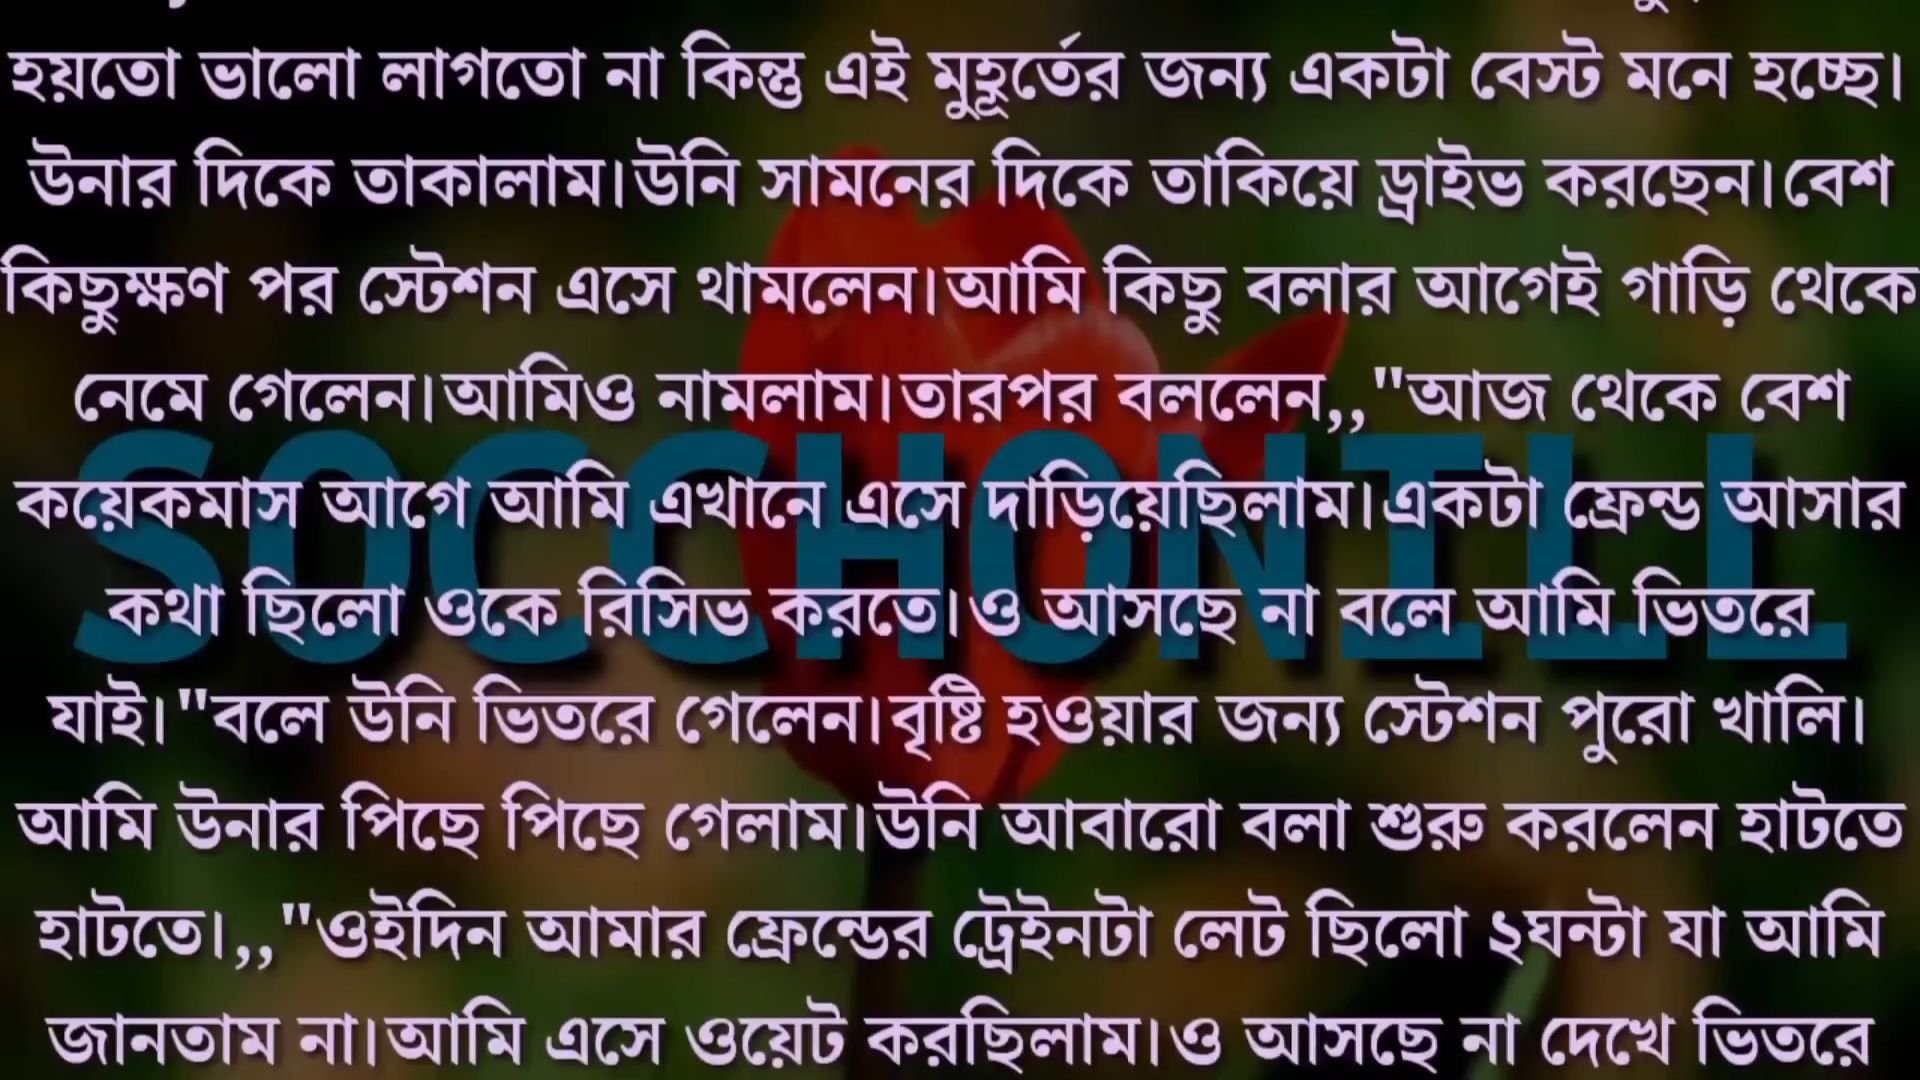 হয়তো ভালো লাগতো না কিন্তু এই মুহূর্তের জন্য একটা বেস্ট মনে হচ্ছে।
উনার দিকে তাকালাম।উনি সামনের দিকে তাকিয়ে ড্রাইভ করছেন।বেশ
কিছুক্ষণ পর স্টেশন এসে থামলেন।আমি কিছু বলার আগেই গাড়ি থেকে
নেমে গেলেন।আমিও নামলাম।তারপর বললেন,,"আজ থেকে বেশ
কয়েকমাস আগে আমি এখানে এসে দাড়িয়েছিলাম।একটা ফ্রেন্ড আসার
SOCCHONILL
কথা ছিলো ওকে রিসিভ করতে।ও আসছে না বলে আমি ভিতরে
যাই।"বলে উনি ভিতরে গেলেন।বৃষ্টি হওয়ার জন্য স্টেশন পুরো খালি।
আমি উনার পিছে পিছে গেলাম।উনি আবারো বলা শুরু করলেন হাটতে
হাটতে।,,"ওইদিন আমার ফ্রেন্ডের ট্রেইনটা লেট ছিলো ২ঘন্টা যা আমি
জানতাম না।আমি এসে ওয়েট করছিলাম।ও আসছে না দেখে ভিতরে